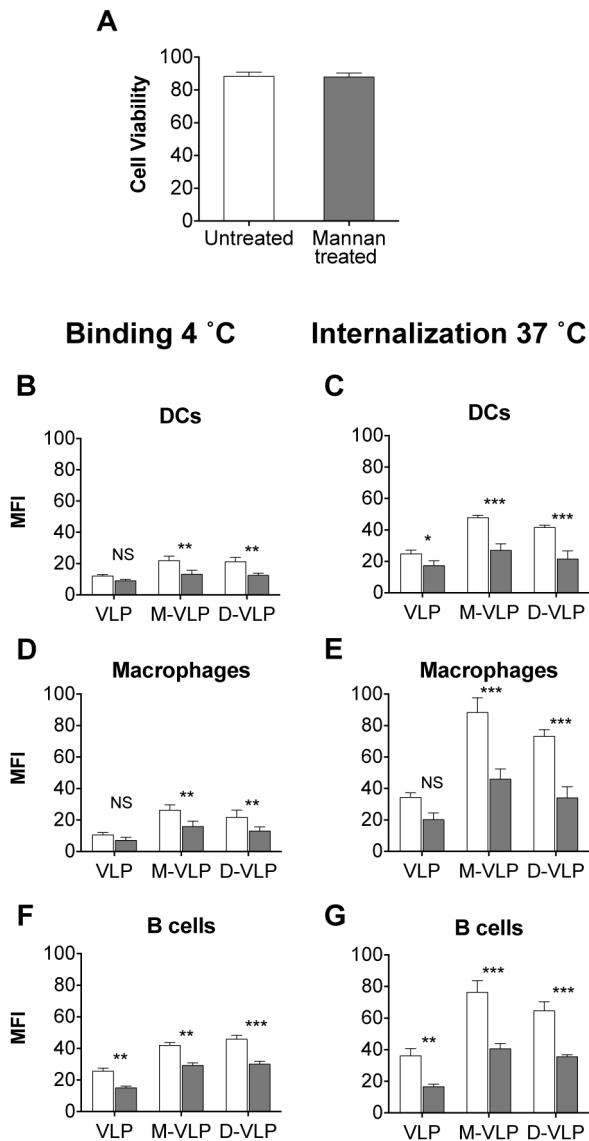 A
Cell Viability
100
80
60
40
20
0
Untreated
Mannan
treated
Binding 4 ˚C
Internalization 37 ˚C
B
DCs
MFI
100
80
60
40
20
0
NS
**
**
VLP
M-VLP
D-VLP
C
DCs
100
80
60
40
20
0
*
***
***
VLP
M-VLP
D-VLP
D
Macrophages
MFI
100
80
60
40
20
0
NS
**
**
VLP
M-VLP
D-VLP
E
Macrophages
100
80
60
40
20
0
NS
***
***
VLP
M-VLP
D-VLP
F
B cells
MFI
100
80
60
40
20
0
**
**
***
VLP
M-VLP
D-VLP
G
B cells
100
80
60
40
20
0
**
***
***
VLP
M-VLP
D-VLP